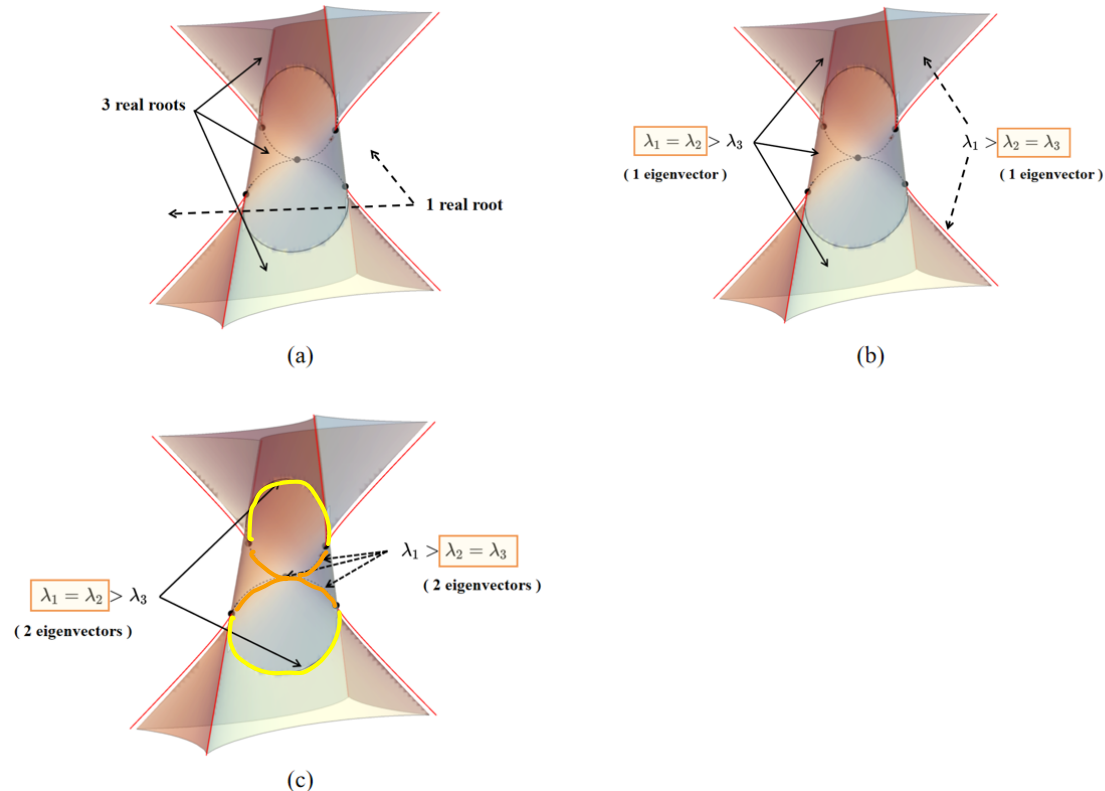 3 real roots
1 real root
(a)
λ₁ = λ₂ > λ₃
( 1 eigenvector )
λ₁ > λ₂ = λ₃
( 1 eigenvector )
(b)
λ₁ > λ₂ = λ₃
( 2 eigenvectors )
λ₁ = λ₂ > λ₃
( 2 eigenvectors )
(c)